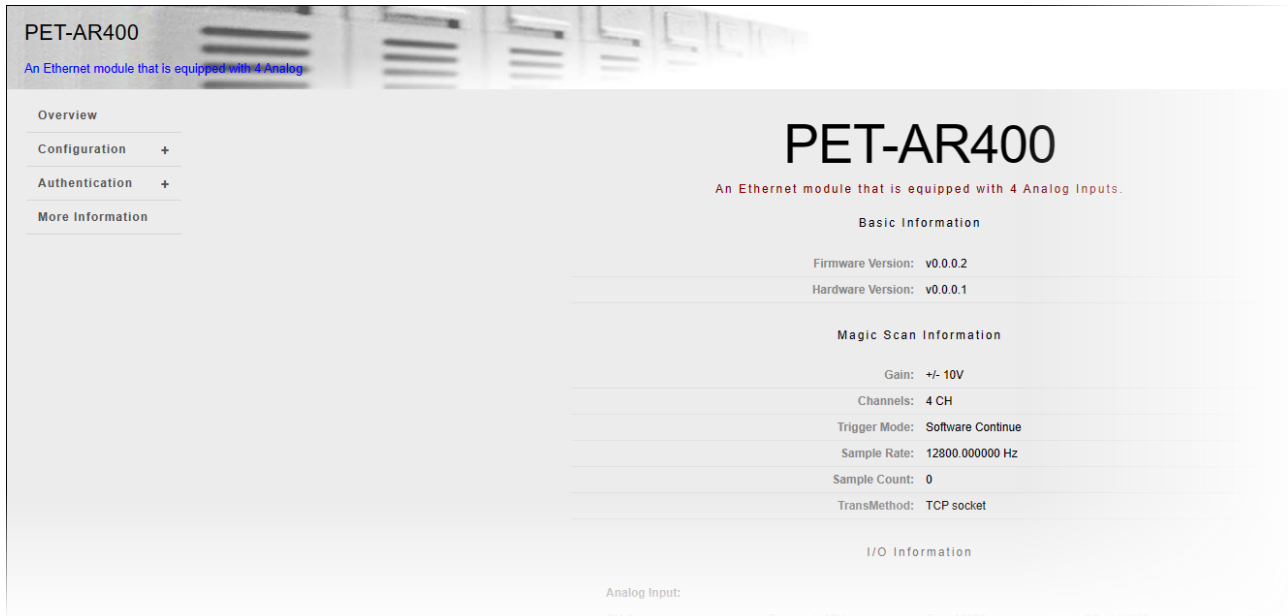 PET-AR400
An Ethernet module that is equipped with 4 Analog
Overview
Configuration +
Authentication +
More Information
PET-AR400
An Ethernet module that is equipped with 4 Analog Inputs.
Basic Information
Firmware Version: v0.0.0.2
Hardware Version: v0.0.0.1
Magic Scan Information
Gain: +/- 10V
Channels: 4 CH
Trigger Mode: Software Continue
Sample Rate: 12800.000000 Hz
Sample Count: 0
TransMethod: TCP socket
I/O Information
Analog Input: